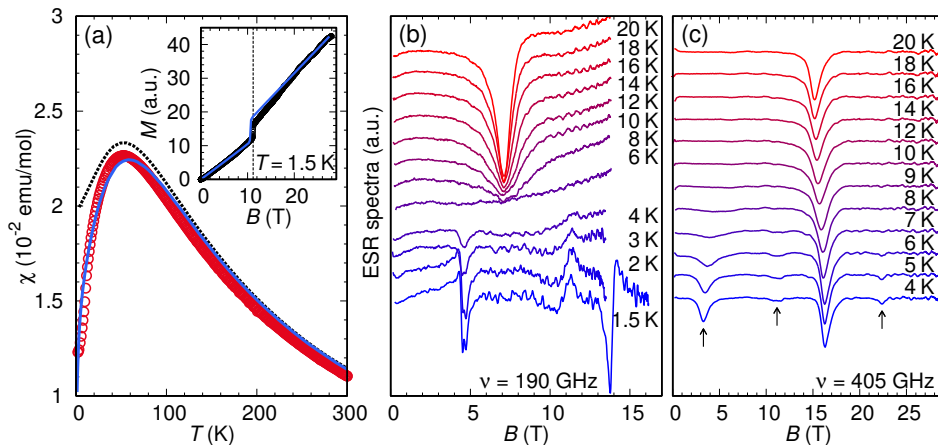 (a)
χ (10⁻² emu/mol)
3
2.5
2
1.5
1
0
100
200
300
T (K)
M (a.u.)
40
30
20
10
0
0
10
20
B (T)
T = 1.5 K
(b)
ESR spectra (a.u.)
20 K
18 K
16 K
14 K
12 K
10 K
8 K
6 K
4 K
3 K
2 K
1.5 K
ν = 190 GHz
0
5
10
15
B (T)
(c)
20 K
18 K
16 K
14 K
12 K
10 K
9 K
8 K
7 K
6 K
5 K
4 K
ν = 405 GHz
0
5
10
15
20
25
B (T)